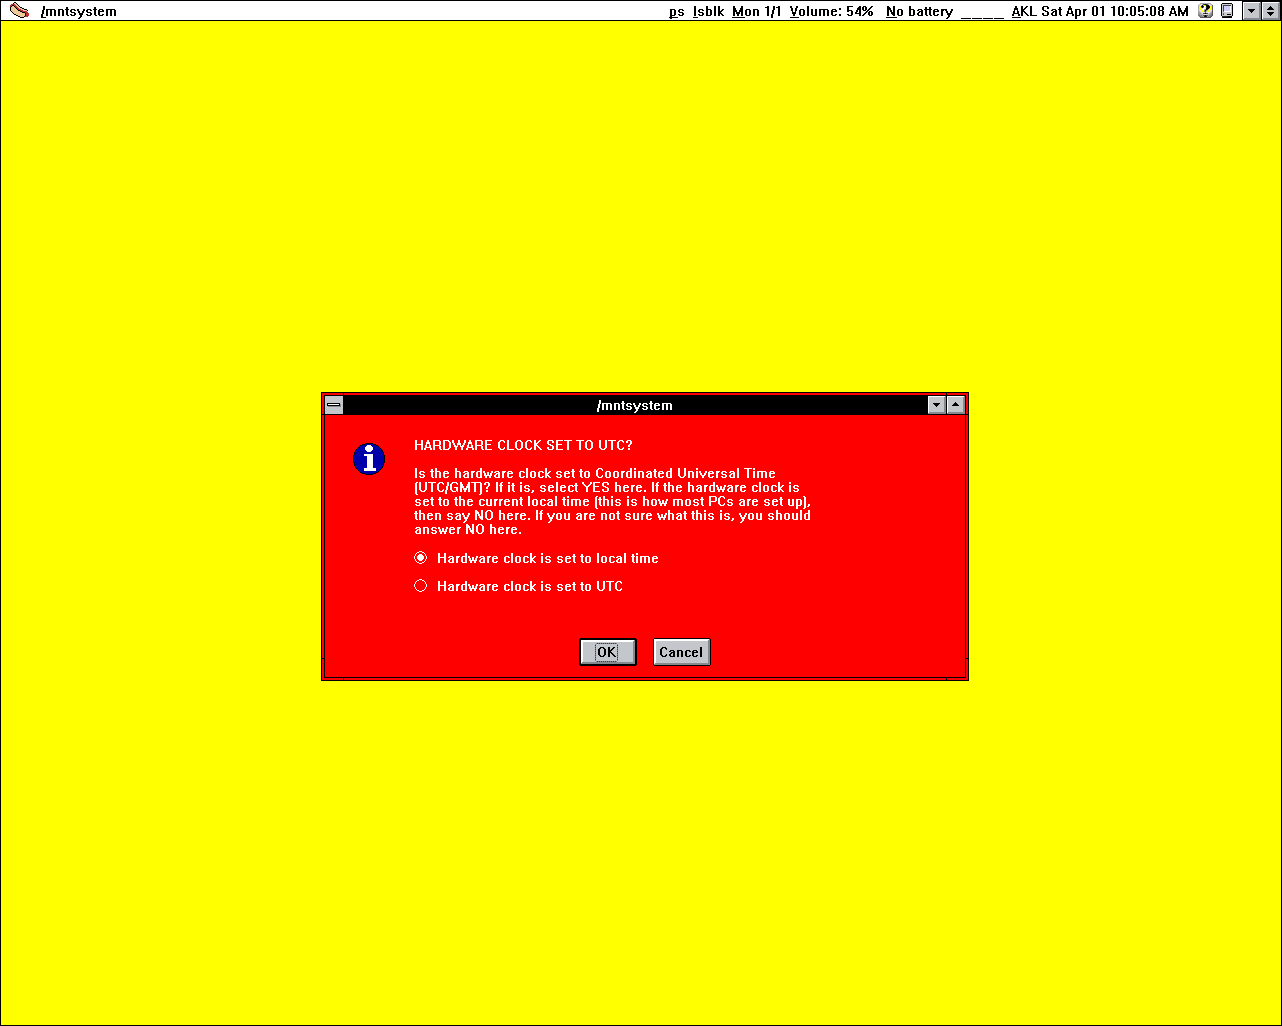 /mntsystem ps lsblk Mon 1/1 Volume: 54% No battery ____ AKL Sat Apr 01 10:05:08 AM
/mntsystem
HARDWARE CLOCK SET TO UTC?
Is the hardware clock set to Coordinated Universal Time
(UTC/GMT)? If it is, select YES here. If the hardware clock is
set to the current local time (this is how most PCs are set up),
then say NO here. If you are not sure what this is, you should
answer NO here.
Hardware clock is set to local time
Hardware clock is set to UTC
OK Cancel